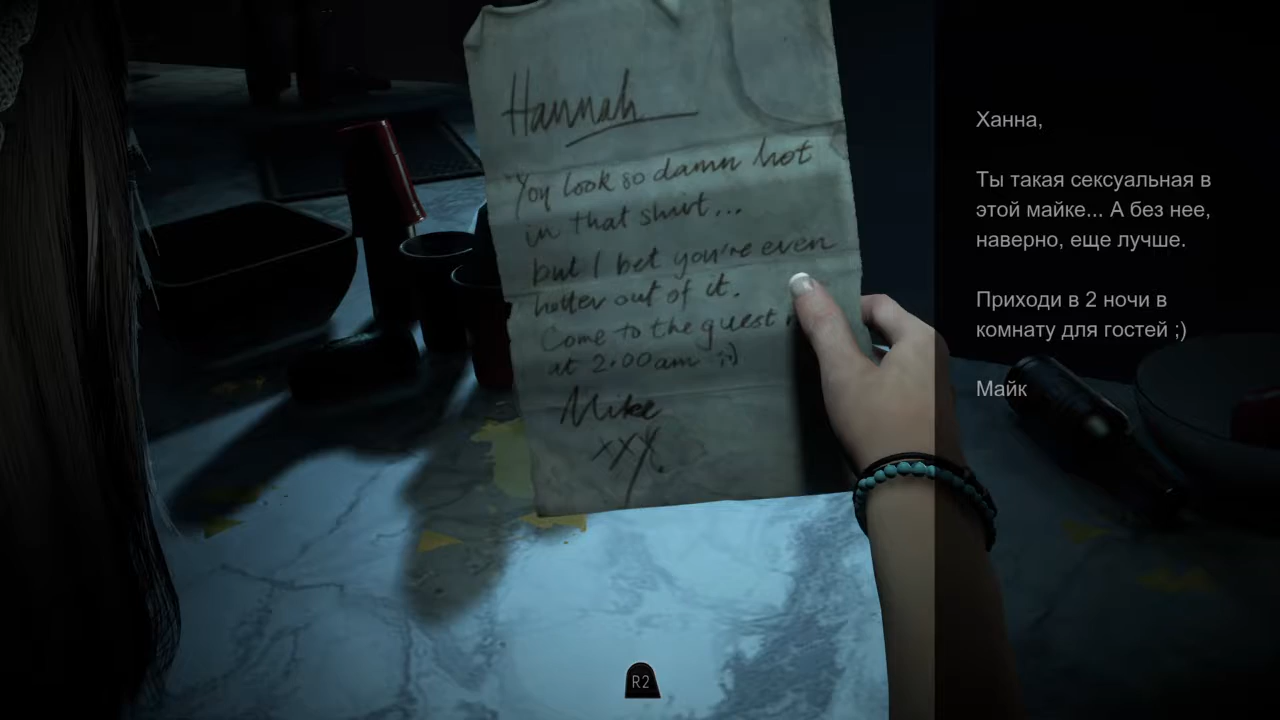 Hannah
You look so damn hot
in that shirt...
but I bet you're even
hotter out of it.
Come to the guest
at 2:00am ;)
Mike
xxx
Ханна,
Ты такая сексуальная в
этой майке... А без нее,
наверно, еще лучше.
Приходи в 2 ночи в
комнату для гостей ;)
Майк
R2